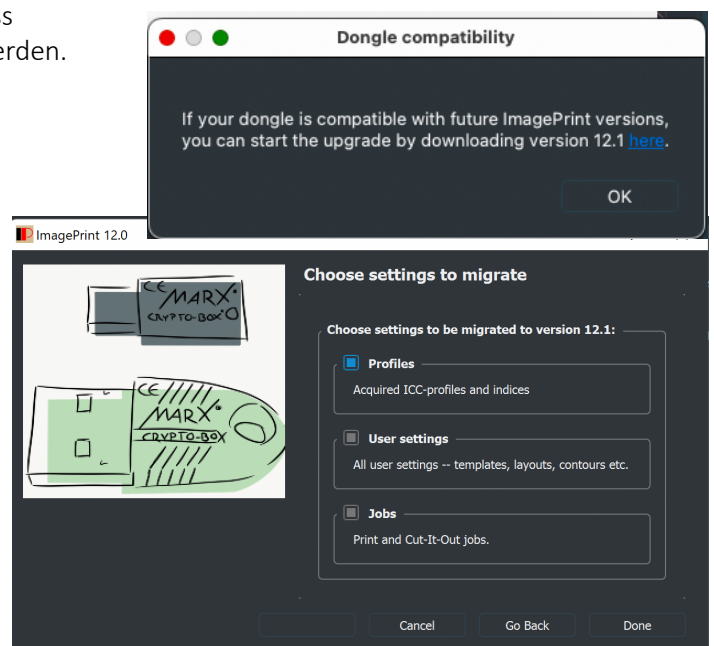 ss
erden.
Dongle compatibility
If your dongle is compatible with future ImagePrint versions,
you can start the upgrade by downloading version 12.1 here.
OK
ImagePrint 12.0
Choose settings to migrate
CE
MARX
CRYPTO-BOX
CE
MARX
CRYPTO-BOX
Choose settings to be migrated to version 12.1:
Profiles
Acquired ICC-profiles and indices
User settings
All user settings -- templates, layouts, contours etc.
Jobs
Print and Cut-It-Out jobs.
Cancel
Go Back
Done